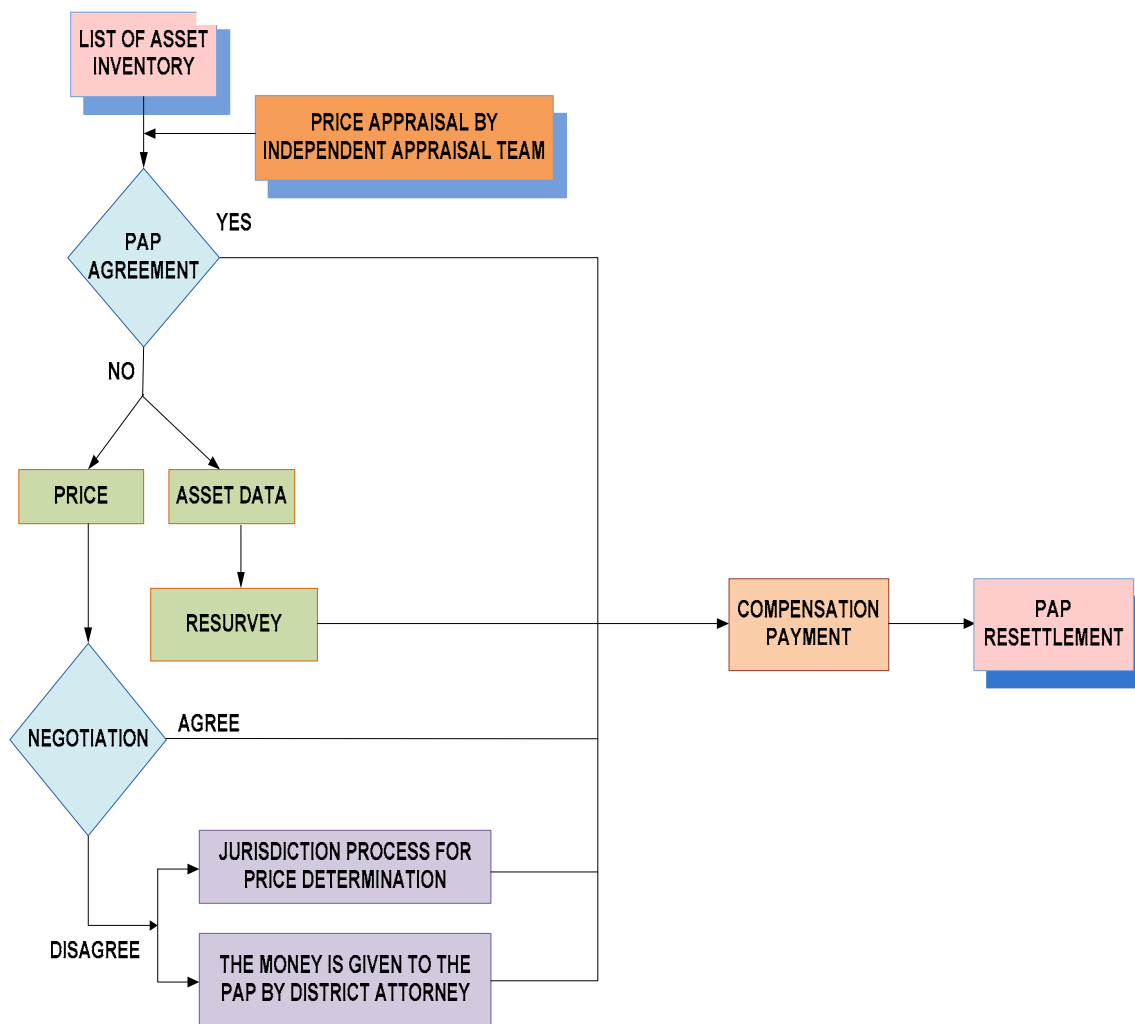 LIST OF ASSET
INVENTORY
PRICE APPRAISAL BY
INDEPENDENT APPRAISAL TEAM
YES
PAP
AGREEMENT
NO
PRICE
ASSET DATA
RESURVEY
COMPENSATION
PAYMENT
PAP
RESETTLEMENT
NEGOTIATION
AGREE
JURISDICTION PROCESS FOR
PRICE DETERMINATION
DISAGREE
THE MONEY IS GIVEN TO THE
PAP BY DISTRICT ATTORNEY